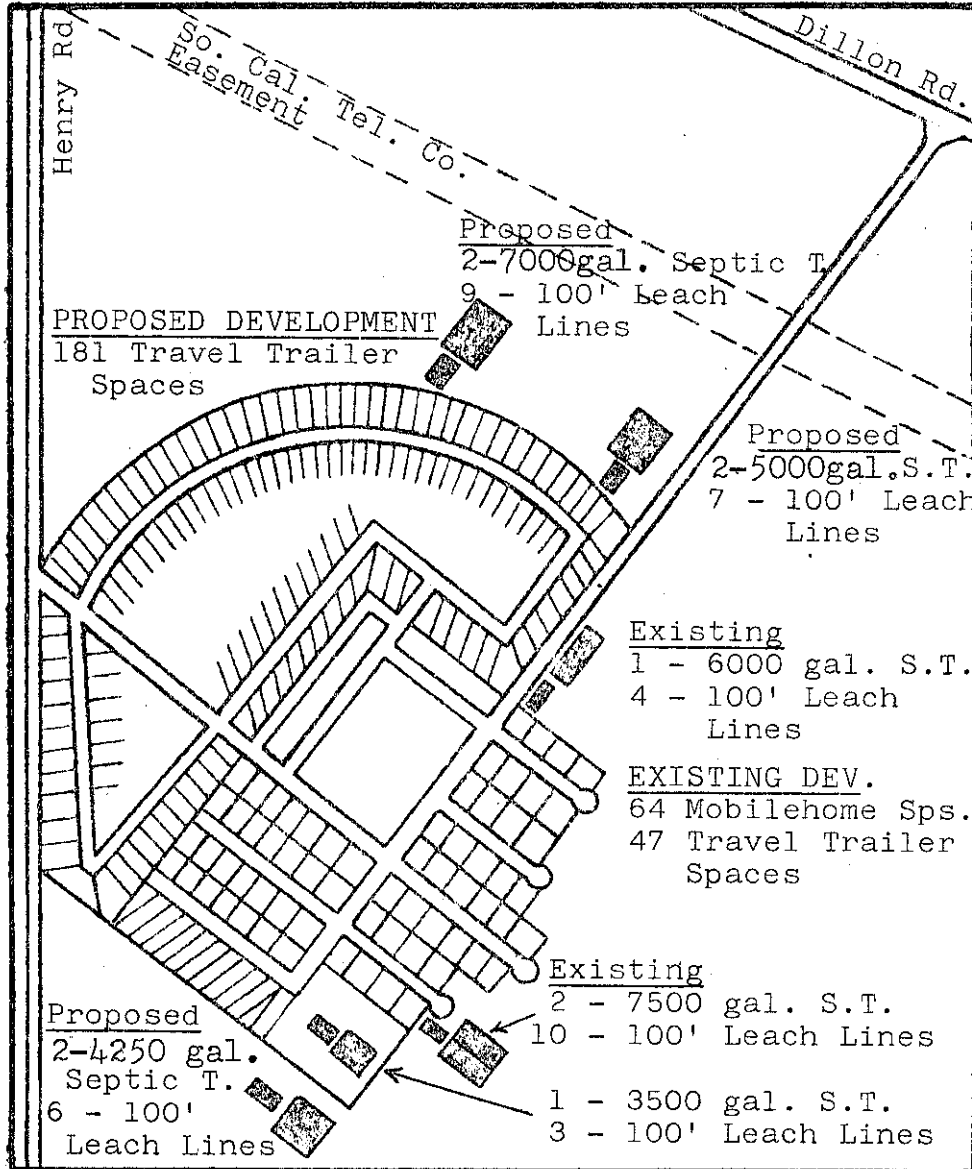 Henry Rd
So. Cal. Tel. Co.
Easement
Dillon Rd.
Proposed
2-7000gal. Septic T.
9 - 100' Leach
Lines
PROPOSED DEVELOPMENT
181 Travel Trailer
Spaces
Proposed
2-5000gal. S.T.
7 - 100' Leach
Lines
Existing
1 - 6000 gal. S.T.
4 - 100' Leach
Lines
EXISTING DEV.
64 Mobilehome Sps.
47 Travel Trailer
Spaces
Existing
2 - 7500 gal. S.T.
10 - 100' Leach Lines
1 - 3500 gal. S.T.
3 - 100' Leach Lines
Proposed
2-4250 gal.
Septic T.
6 - 100'
Leach Lines